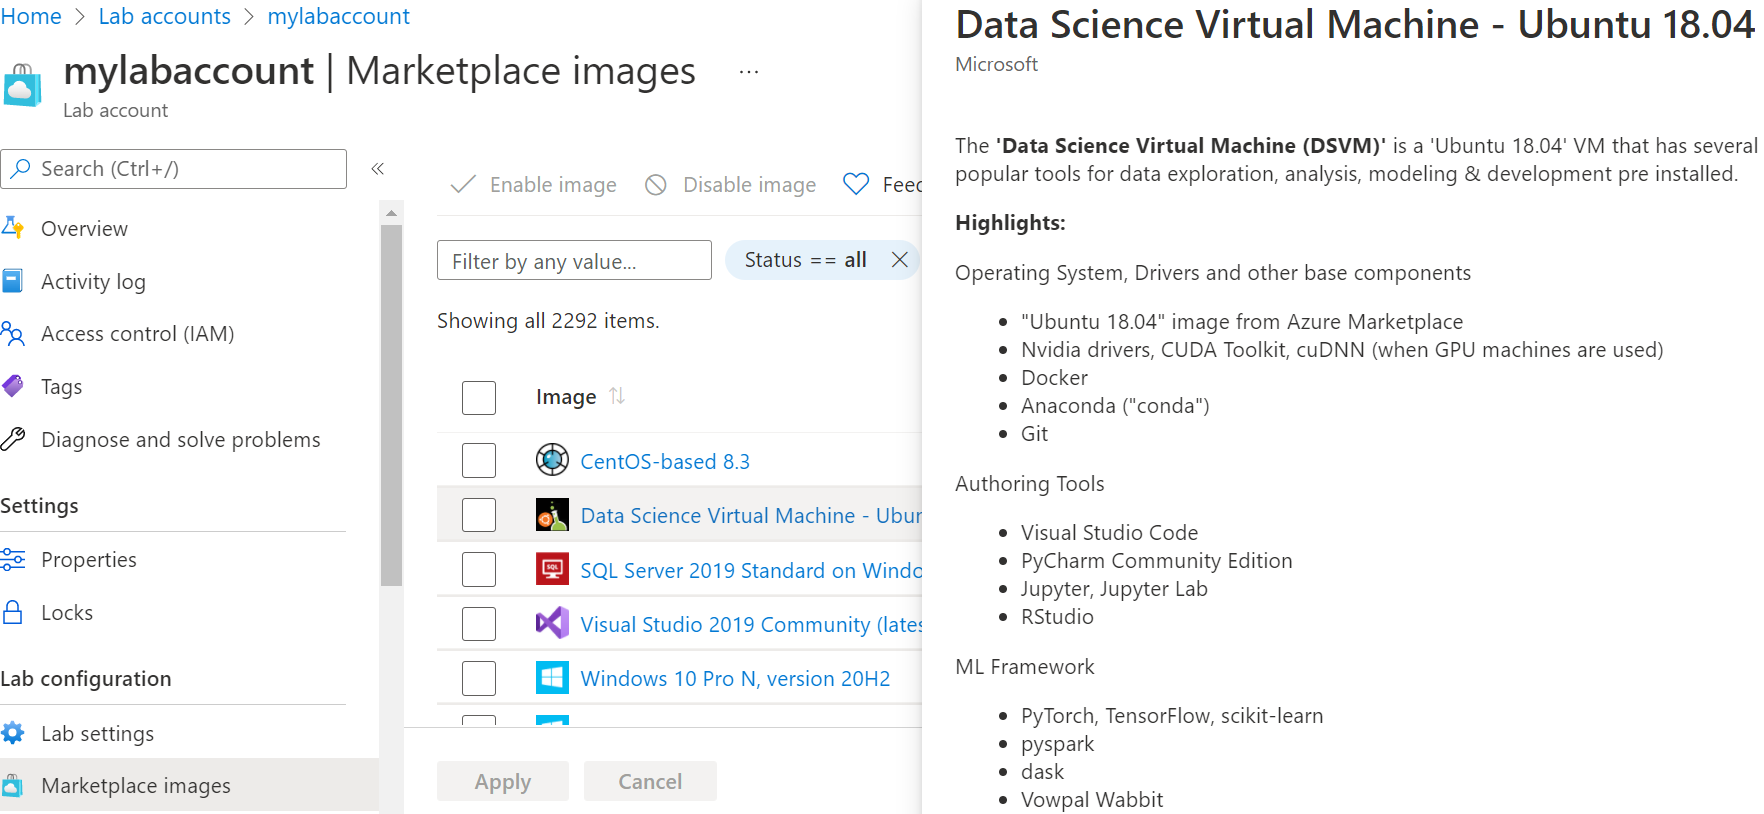 Home > Lab accounts > mylabaccount
mylabaccount | Marketplace images ...
Lab account
Search (Ctrl+/)
«
Overview
Activity log
Access control (IAM)
Tags
Diagnose and solve problems
Settings
Properties
Locks
Lab configuration
Lab settings
Marketplace images
Enable image Disable image Feec
Filter by any value... Status == all
Showing all 2292 items.
Image
CentOS-based 8.3
Data Science Virtual Machine - Ubur
SQL
SQL Server 2019 Standard on Windo
Visual Studio 2019 Community (lates
Windows 10 Pro N, version 20H2
Apply Cancel
Data Science Virtual Machine - Ubuntu 18.04
Microsoft
The 'Data Science Virtual Machine (DSVM)' is a 'Ubuntu 18.04' VM that has several
popular tools for data exploration, analysis, modeling & development pre installed.
Highlights:
Operating System, Drivers and other base components
• "Ubuntu 18.04" image from Azure Marketplace
• Nvidia drivers, CUDA Toolkit, cuDNN (when GPU machines are used)
• Docker
• Anaconda ("conda")
• Git
Authoring Tools
• Visual Studio Code
• PyCharm Community Edition
• Jupyter, Jupyter Lab
• RStudio
ML Framework
• PyTorch, TensorFlow, scikit-learn
• pyspark
• dask
• Vowpal Wabbit